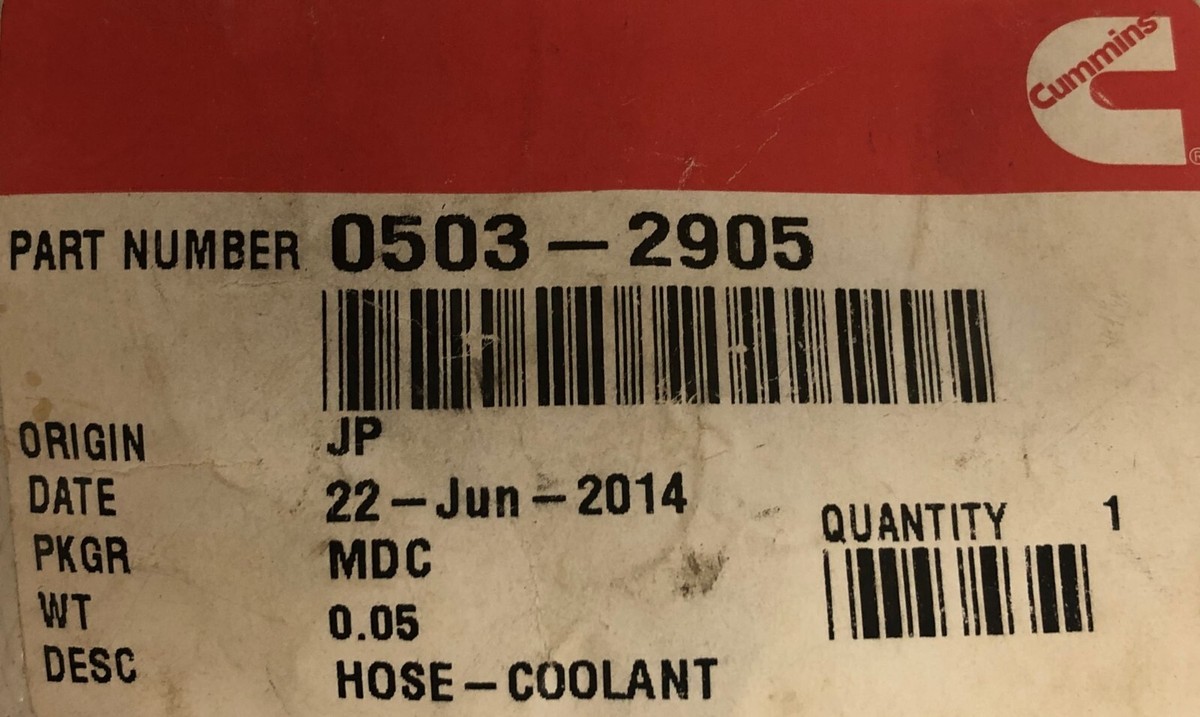 Cummins
®
PART NUMBER 0503-2905
ORIGIN JP
DATE 22-Jun-2014
QUANTITY 1
PKGR MDC
WT 0.05
DESC HOSE-COOLANT